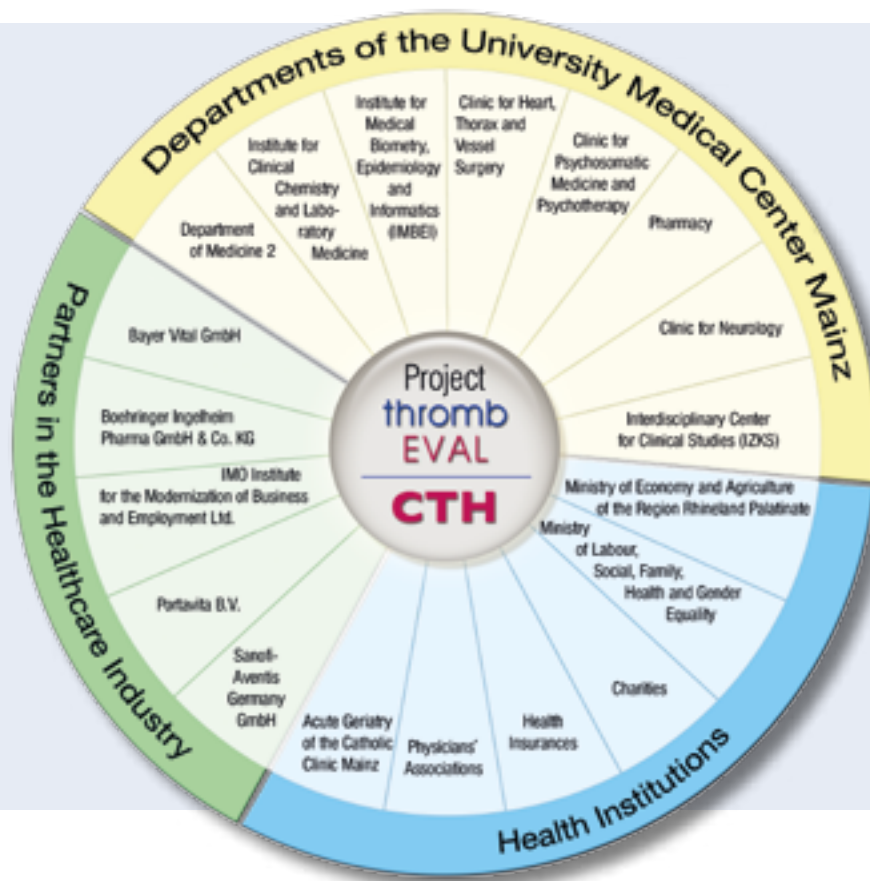 Departments of the University Medical Center Mainz
Department
of Medicine 2
Institute for
Clinical
Chemistry
and Labo-
ratory
Medicine
Institute for
Medical
Biometry,
Epidemiology
and
Informatics
(IMBEI)
Clinic for Heart,
Thorax and
Vessel
Surgery
Clinic for
Psychosomatic
Medicine and
Psychotherapy
Pharmacy
Clinic for Neurology
Interdisciplinary Center
for Clinical Studies (IZKS)
Partners in the Healthcare Industry
Bayer Vital GmbH
Boehringer Ingelheim
Pharma GmbH & Co. KG
IMO Institute
for the Modernization of Business
and Employment Ltd.
Portavita B.V.
Sanofi-
Aventis
Germany
GmbH
Project
thromb
EVAL
CTH
Health Institutions
Ministry of Economy and Agriculture
of the Region Rhineland Palatinate
Ministry
of Labour,
Social, Family,
Health and Gender
Equality
Charities
Health
Insurances
Physicians'
Associations
Acute Geriatry
of the Catholic
Clinic Mainz